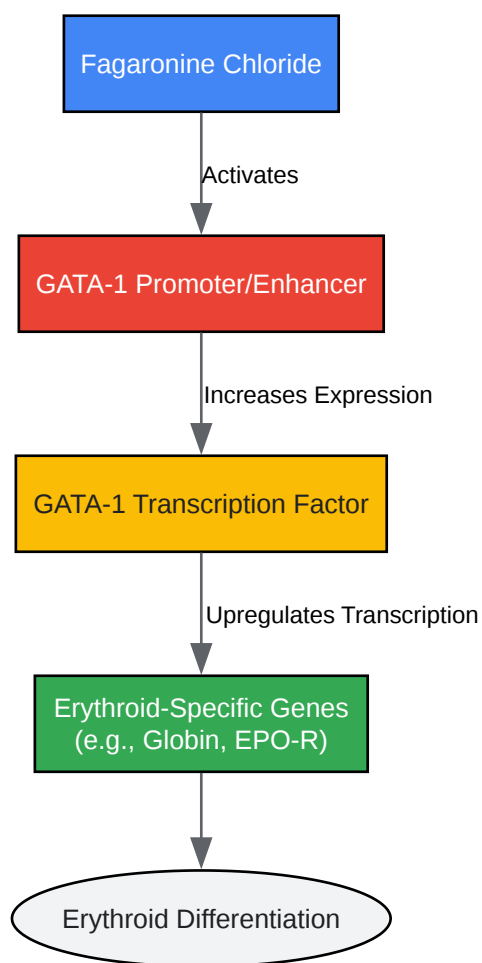 Fagaronine Chloride
Activates
GATA-1 Promoter/Enhancer
Increases Expression
GATA-1 Transcription Factor
Upregulates Transcription
Erythroid-Specific Genes
(e.g., Globin, EPO-R)
Erythroid Differentiation